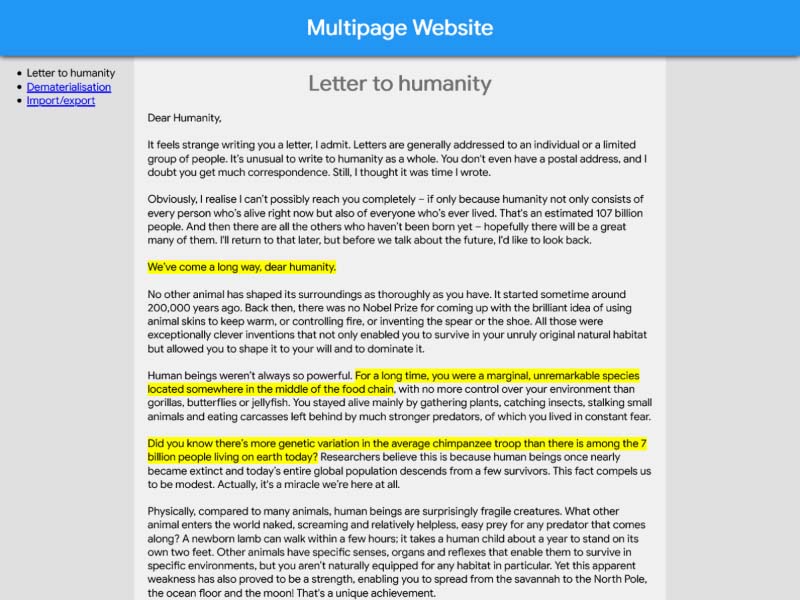 Multipage Website
Letter to humanity
Dematerialisation
Import/export
Letter to humanity
Dear Humanity,
It feels strange writing you a letter, I admit. Letters are generally addressed to an individual or a limited
group of people. It's unusual to write to humanity as a whole. You don't even have a postal address, and I
doubt you get much correspondence. Still, I thought it was time I wrote.
Obviously, I realise I can't possibly reach you completely – if only because humanity not only consists of
every person who's alive right now but also of everyone who's ever lived. That's an estimated 107 billion
people. And then there are all the others who haven't been born yet – hopefully there will be a great
many of them. I'll return to that later, but before we talk about the future, I'd like to look back.
We've come a long way, dear humanity.
No other animal has shaped its surroundings as thoroughly as you have. It started sometime around
200,000 years ago. Back then, there was no Nobel Prize for coming up with the brilliant idea of using
animal skins to keep warm, or controlling fire, or inventing the spear or the shoe. All those were
exceptionally clever inventions that not only enabled you to survive in your unruly original natural habitat
but allowed you to shape it to your will and to dominate it.
Human beings weren't always so powerful. For a long time, you were a marginal, unremarkable species
located somewhere in the middle of the food chain, with no more control over your environment than
gorillas, butterflies or jellyfish. You stayed alive mainly by gathering plants, catching insects, stalking small
animals and eating carcasses left behind by much stronger predators, of which you lived in constant fear.
Did you know there's more genetic variation in the average chimpanzee troop than there is among the 7
billion people living on earth today? Researchers believe this is because human beings once nearly
became extinct and today's entire global population descends from a few survivors. This fact compels us
to be modest. Actually, it's a miracle we're here at all.
Physically, compared to many animals, human beings are surprisingly fragile creatures. What other
animal enters the world naked, screaming and relatively helpless, easy prey for any predator that comes
along? A newborn lamb can walk within a few hours; it takes a human child about a year to stand on its
own two feet. Other animals have specific senses, organs and reflexes that enable them to survive in
specific environments, but you aren't naturally equipped for any habitat in particular. Yet this apparent
weakness has also proved to be a strength, enabling you to spread from the savannah to the North Pole,
the ocean floor and the moon! That's a unique achievement.